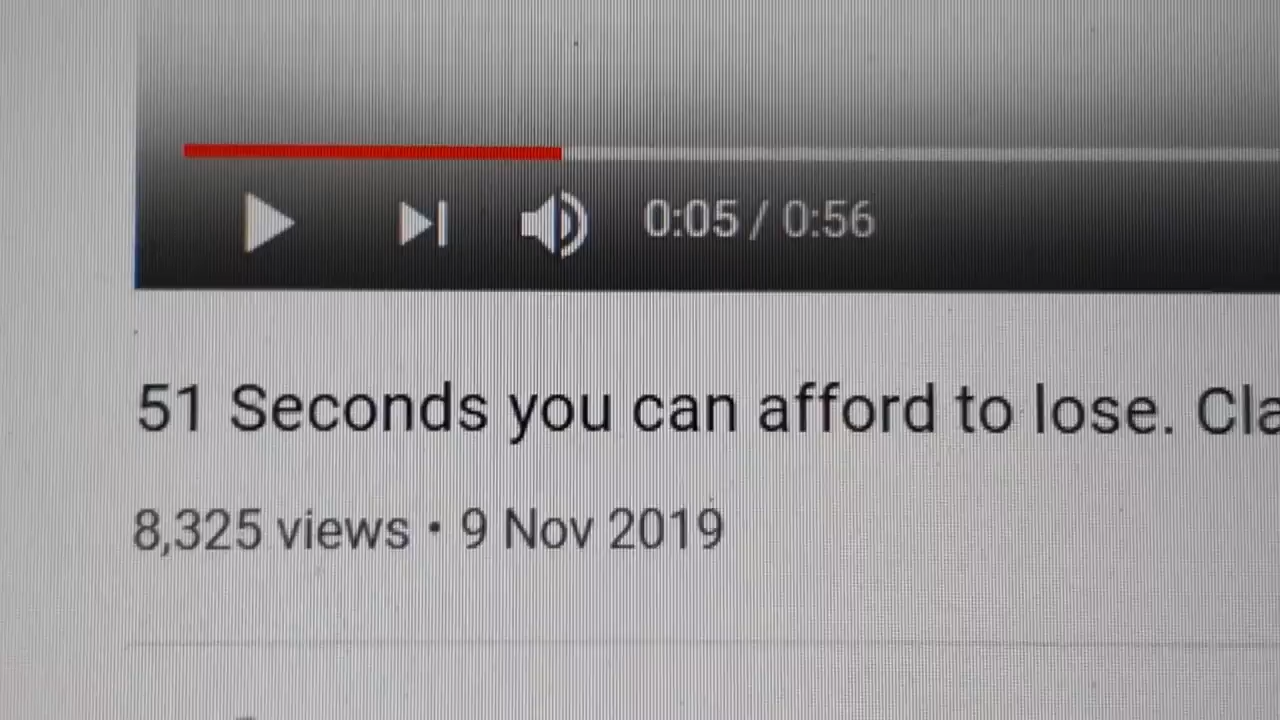 0:05 / 0:56
51 Seconds you can afford to lose.
8,325 views • 9 Nov 2019